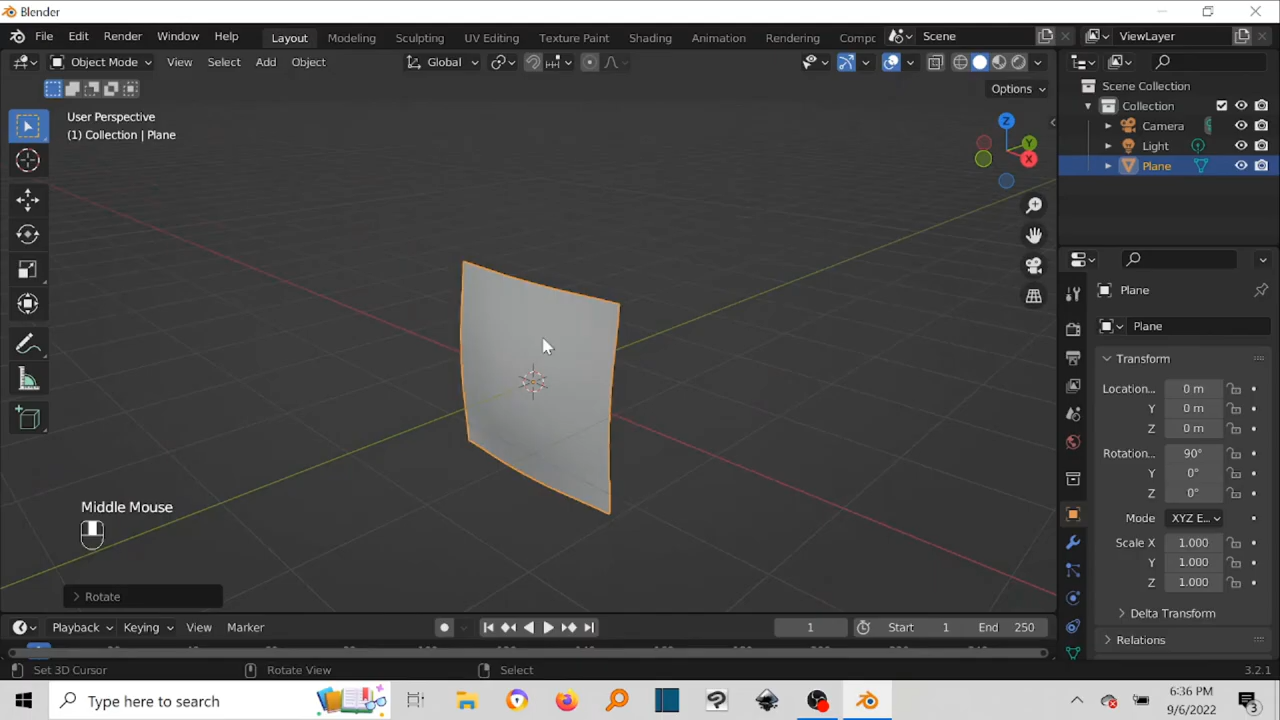 Blender
File Edit Render Window Help Layout Modeling Sculpting UV Editing Texture Paint Shading Animation Rendering Compc Scene ViewLayer
Object Mode View Select Add Object Global
Options
User Perspective
(1) Collection | Plane
Z
Y
X
Scene Collection
Collection
Camera
Light
Plane
Plane
Plane
Transform
Locatio‌n... 0 m
Y 0 m
Z 0 m
Rotation... 90°
Y 0°
Z 0°
Mode XYZ E...
Scale X 1.000
Y 1.000
Z 1.000
Delta Transform
Relations
Middle Mouse
Rotate
Playback Keying View Marker 1 Start 1 End 250
Set 3D Cursor Rotate View Select 3.2.1
Type here to search
6:36 PM
9/6/2022
3